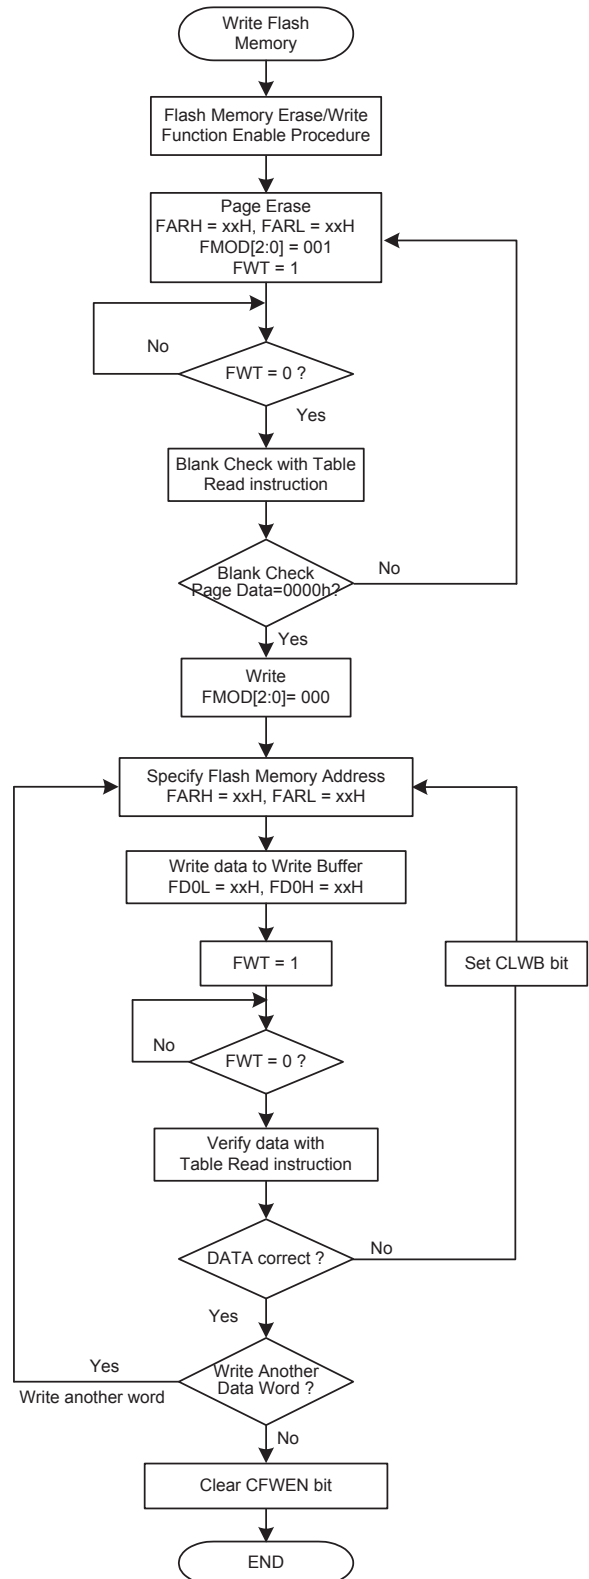 Write Flash
Memory
Flash Memory Erase/Write
Function Enable Procedure
Page Erase
FARH = xxH, FARL = xxH
FMOD[2:0] = 001
FWT = 1
No
FWT = 0 ?
Yes
Blank Check with Table
Read instruction
Blank Check
Page Data=0000h?
No
Yes
Write
FMOD[2:0]= 000
Specify Flash Memory Address
FARH = xxH, FARL = xxH
Write data to Write Buffer
FD0L = xxH, FD0H = xxH
FWT = 1
Set CLWB bit
No
FWT = 0 ?
Verify data with
Table Read instruction
DATA correct ?
No
Yes
Write Another
Data Word ?
Yes
Write another word
No
Clear CFWEN bit
END